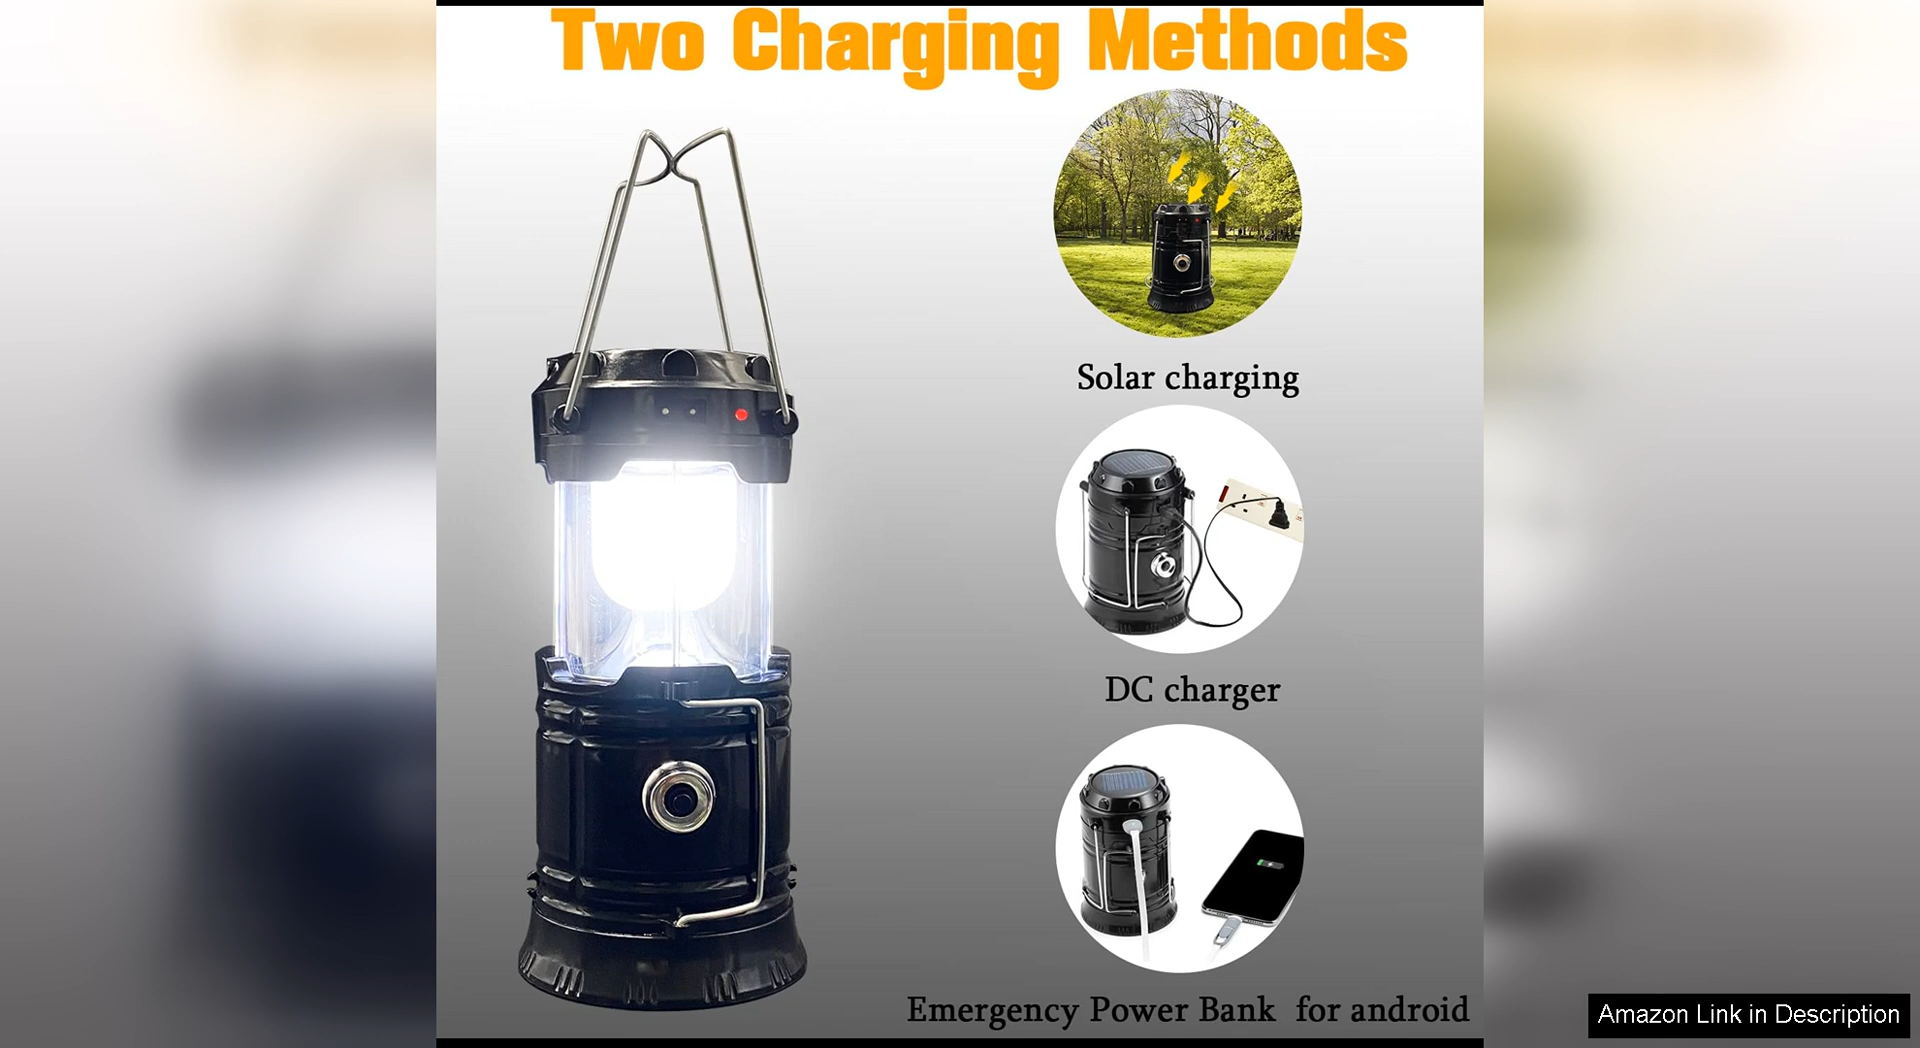 Two Charging Methods
Solar charging
DC charger
Emergency Power Bank for android
Amazon Link in Description